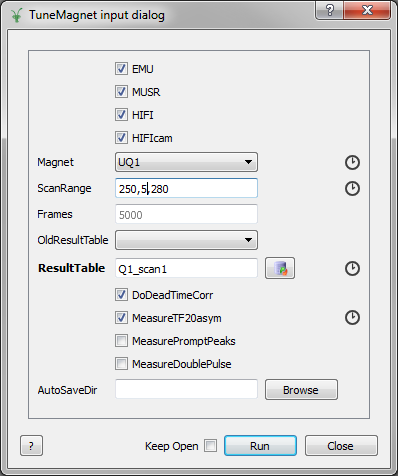 TuneMagnet input dialog
EMU
MUSR
HIFI
HIFIcam
Magnet UQ1
ScanRange 250,5,280
Frames 5000
OldResultTable
ResultTable Q1_scan1
DoDeadTimeCorr
MeasureTF20asym
MeasurePromptPeaks
MeasureDoublePulse
AutoSaveDir Browse
? Keep Open Run Close